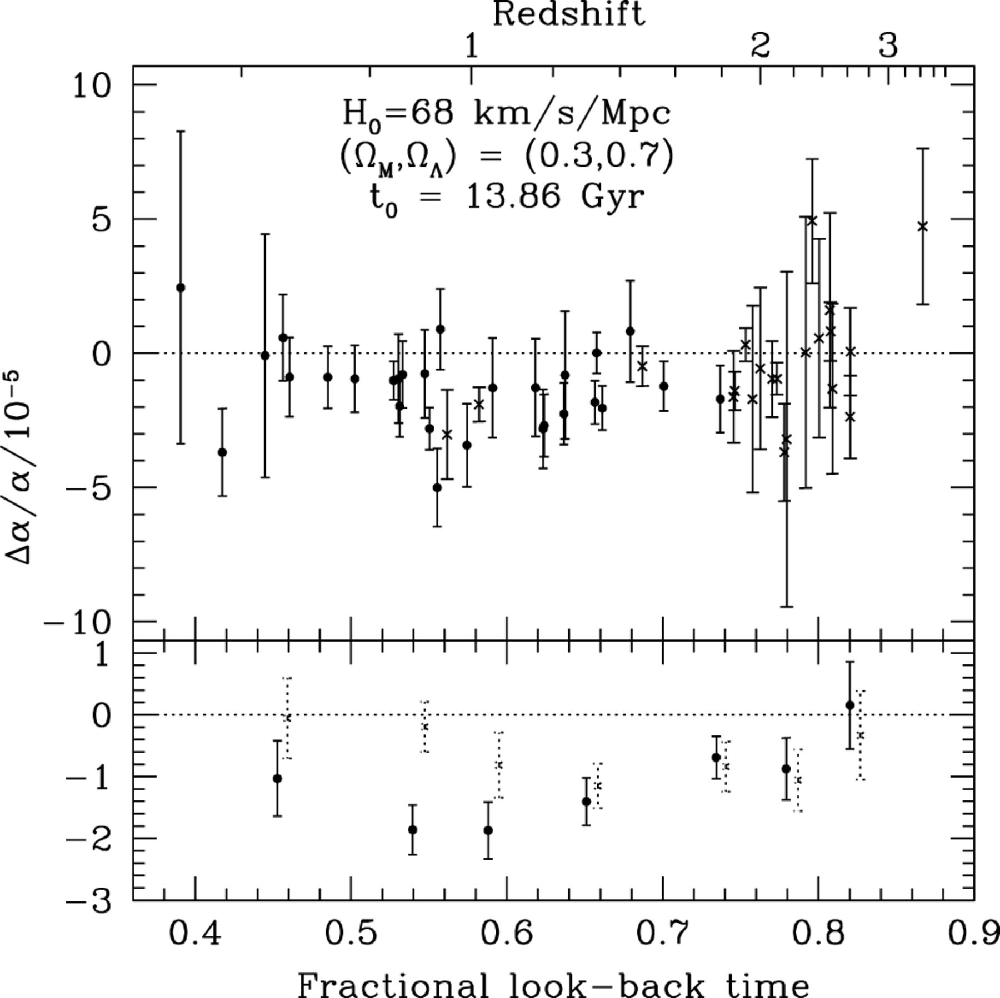 Redshift
1 2 3
10
H₀=68 km/s/Mpc
(Ω_M,Ω_Λ) = (0.3,0.7)
t₀ = 13.86 Gyr
5
0
−5
−10
Δα/α/10⁻⁵
1
0
−1
−2
−3
0.4 0.5 0.6 0.7 0.8 0.9
Fractional look−back time